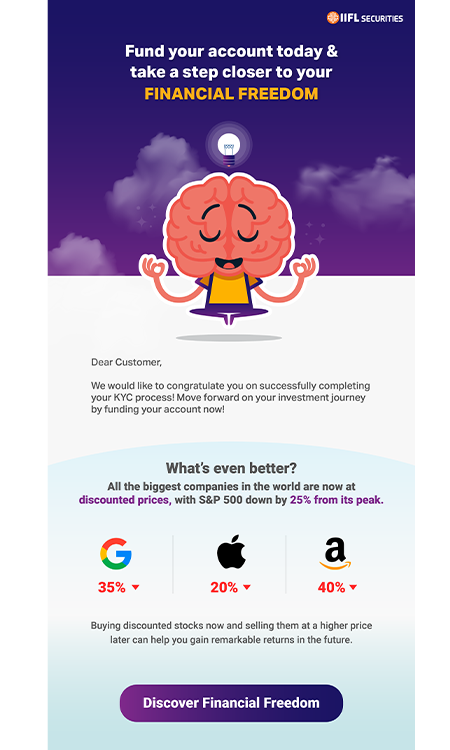 IIFL SECURITIES
Fund your account today &
take a step closer to your
FINANCIAL FREEDOM
Dear Customer,
We would like to congratulate you on successfully completing
your KYC process! Move forward on your investment journey
by funding your account now!
What's even better?
All the biggest companies in the world are now at
discounted prices, with S&P 500 down by 25% from its peak.
G
a
35%
20%
40%
Buying discounted stocks now and selling them at a higher price
later can help you gain remarkable returns in the future.
Discover Financial Freedom